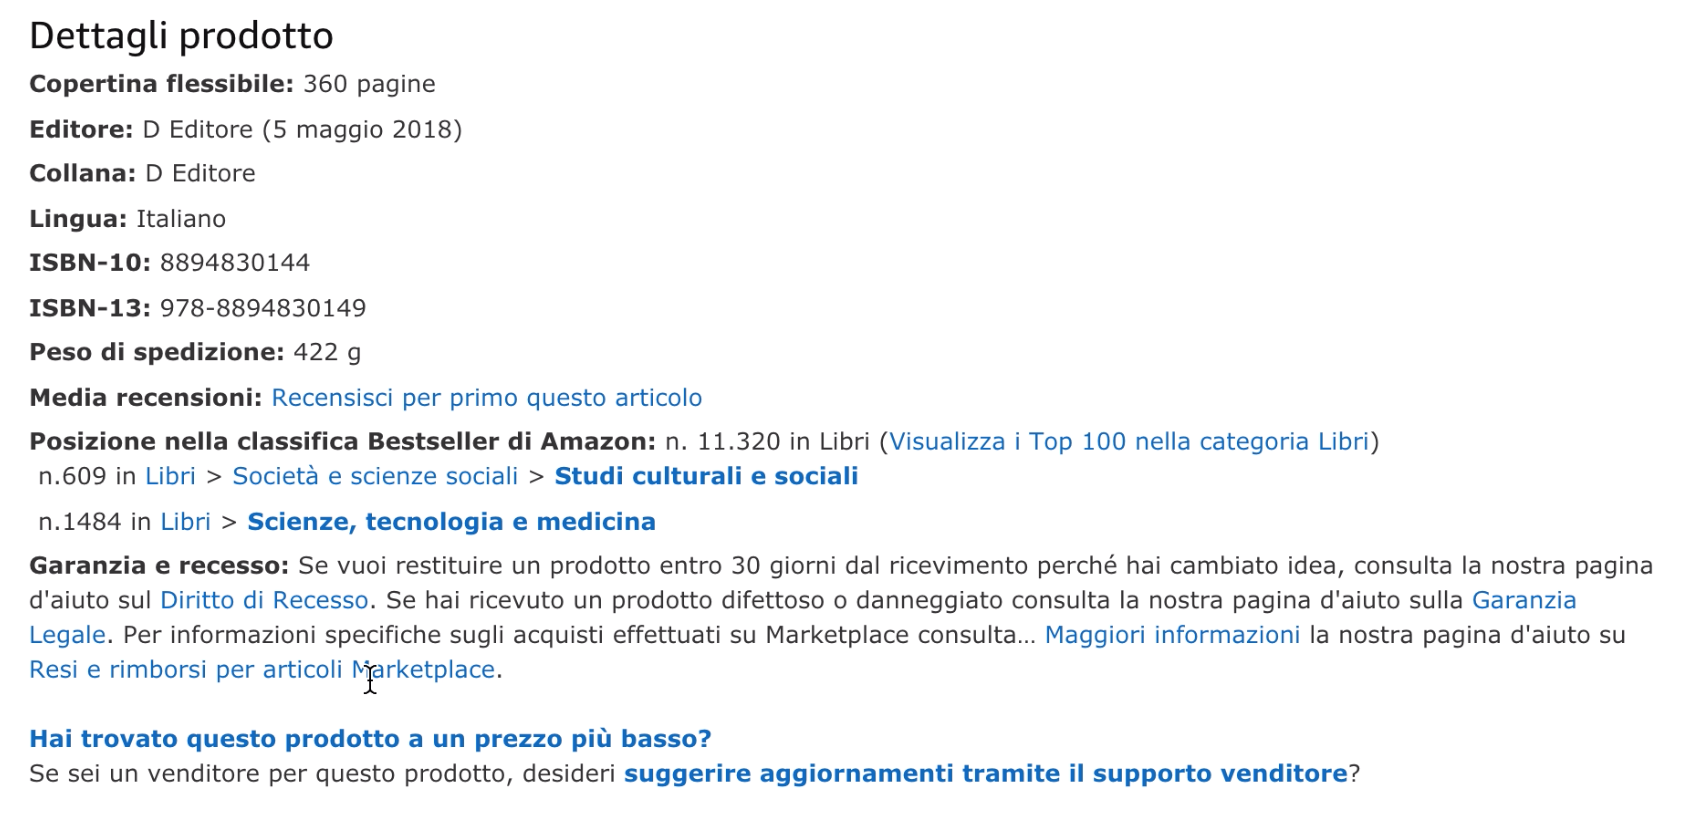 Dettagli prodotto
Copertina flessibile: 360 pagine
Editore: D Editore (5 maggio 2018)
Collana: D Editore
Lingua: Italiano
ISBN-10: 8894830144
ISBN-13: 978-8894830149
Peso di spedizione: 422 g
Media recensioni: Recensisci per primo questo articolo
Posizione nella classifica Bestseller di Amazon: n. 11.320 in Libri (Visualizza i Top 100 nella categoria Libri)
n.609 in Libri > Società e scienze sociali > Studi culturali e sociali
n.1484 in Libri > Scienze, tecnologia e medicina
Garanzia e recesso: Se vuoi restituire un prodotto entro 30 giorni dal ricevimento perché hai cambiato idea, consulta la nostra pagina
d'aiuto sul Diritto di Recesso. Se hai ricevuto un prodotto difettoso o danneggiato consulta la nostra pagina d'aiuto sulla Garanzia
Legale. Per informazioni specifiche sugli acquisti effettuati su Marketplace consulta… Maggiori informazioni la nostra pagina d'aiuto su
Resi e rimborsi per articoli Marketplace.
Hai trovato questo prodotto a un prezzo più basso?
Se sei un venditore per questo prodotto, desideri suggerire aggiornamenti tramite il supporto venditore?